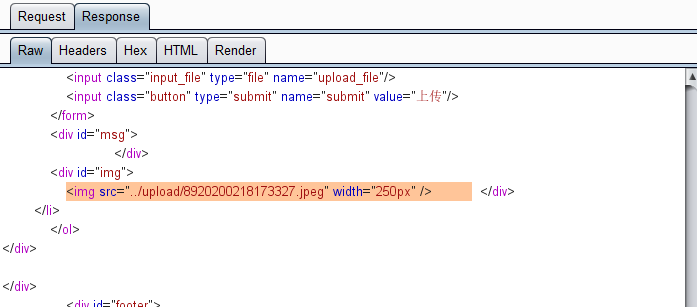 Request Response
Raw Headers Hex HTML Render
<input class="input_file" type="file" name="upload_file"/>
<input class="button" type="submit" name="submit" value="上传"/>
</form>
<div id="msg">
</div>
<div id="img">
<img src="../upload/8920200218173327.jpeg" width="250px" /> </div>
</li>
</ol>
</div>
</div>
<div id="footer">